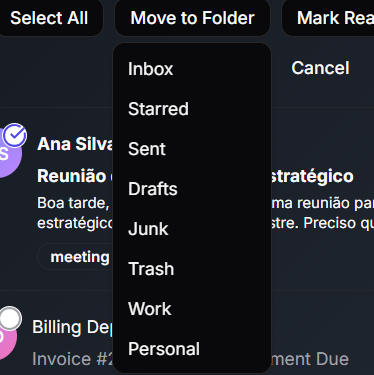 Select All
Move to Folder
Mark Rea
Inbox
Cancel
Starred
Sent
Drafts
Junk
Trash
Work
Personal
S
Ana Silva
Reunião stratégico
Boa tarde, ma reunião par
estratégico stre. Preciso qu
meeting
Billing Dep
Invoice #2 ment Due